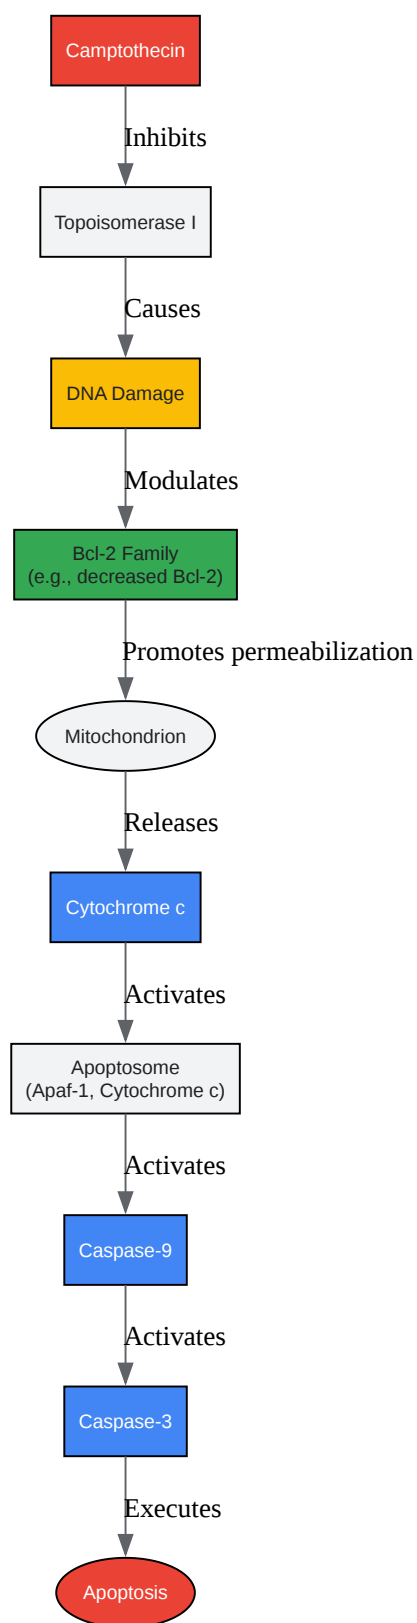 Camptothecin
Inhibits
Topoisomerase I
Causes
DNA Damage
Modulates
Bcl-2 Family
(e.g., decreased Bcl-2)
Promotes permeabilization
Mitochondrion
Releases
Cytochrome c
Activates
Apoptosome
(Apaf-1, Cytochrome c)
Activates
Caspase-9
Activates
Caspase-3
Executes
Apoptosis